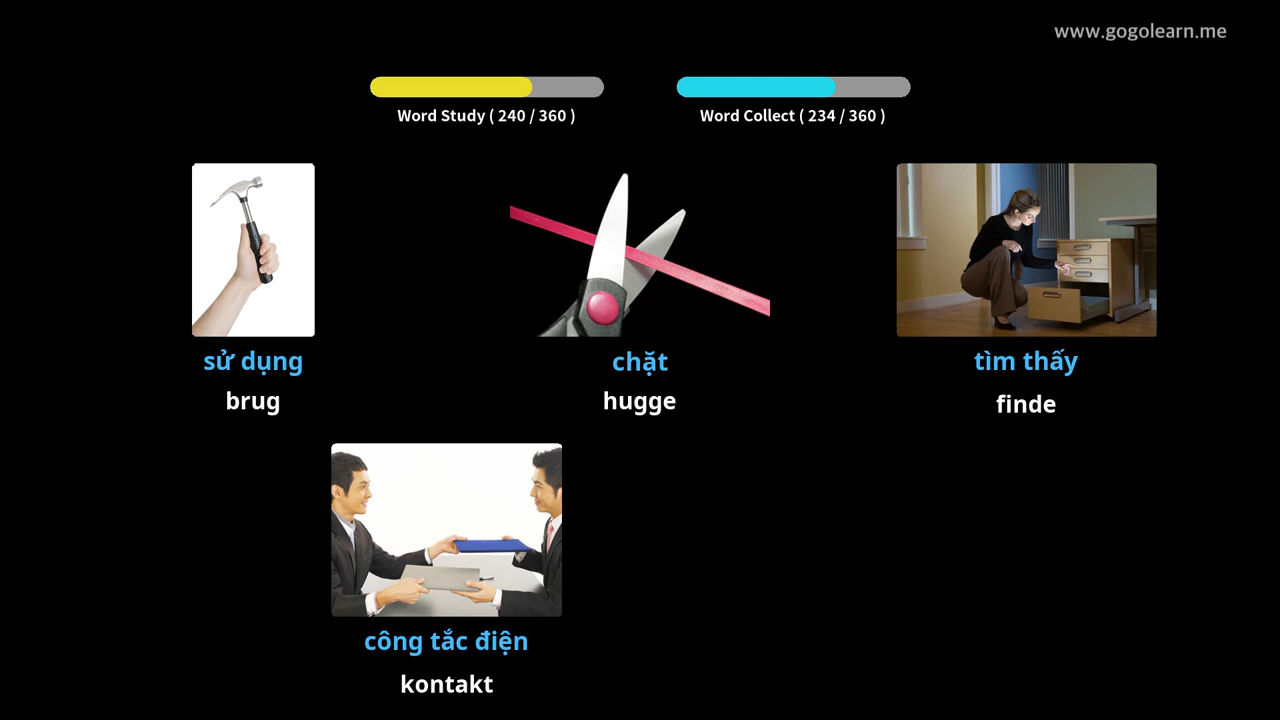 www.gogolearn.me
Word Study ( 240 / 360 )
Word Collect ( 234 / 360 )
sử dụng
brug
chặt
hugge
tìm thấy
finde
công tắc điện
kontakt